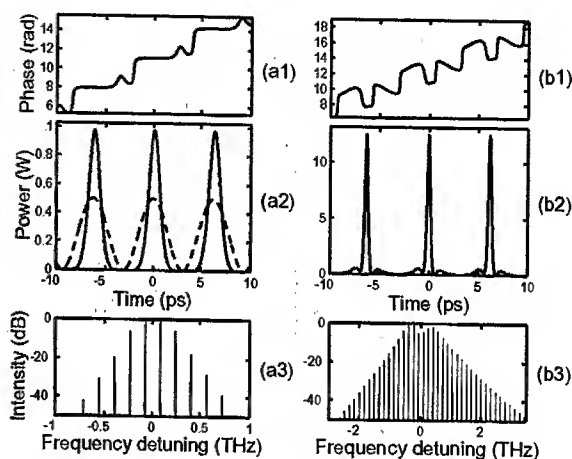 Phase (rad)
14
12
10
8
6
(a1)
18
16
14
12
10
8
(b1)
Power (W)
1
0.8
0.6
0.4
0.2
0
(a2)
10
5
0
(b2)
-10 -5 0 5 10
Time (ps)
-10 -5 0 5 10
Time (ps)
Intensity (dB)
0
-20
-40
(a3)
0
-20
-40
(b3)
-1 -0.5 0 0.5 1
Frequency detuning (THz)
-2 0 2
Frequency detuning (THz)